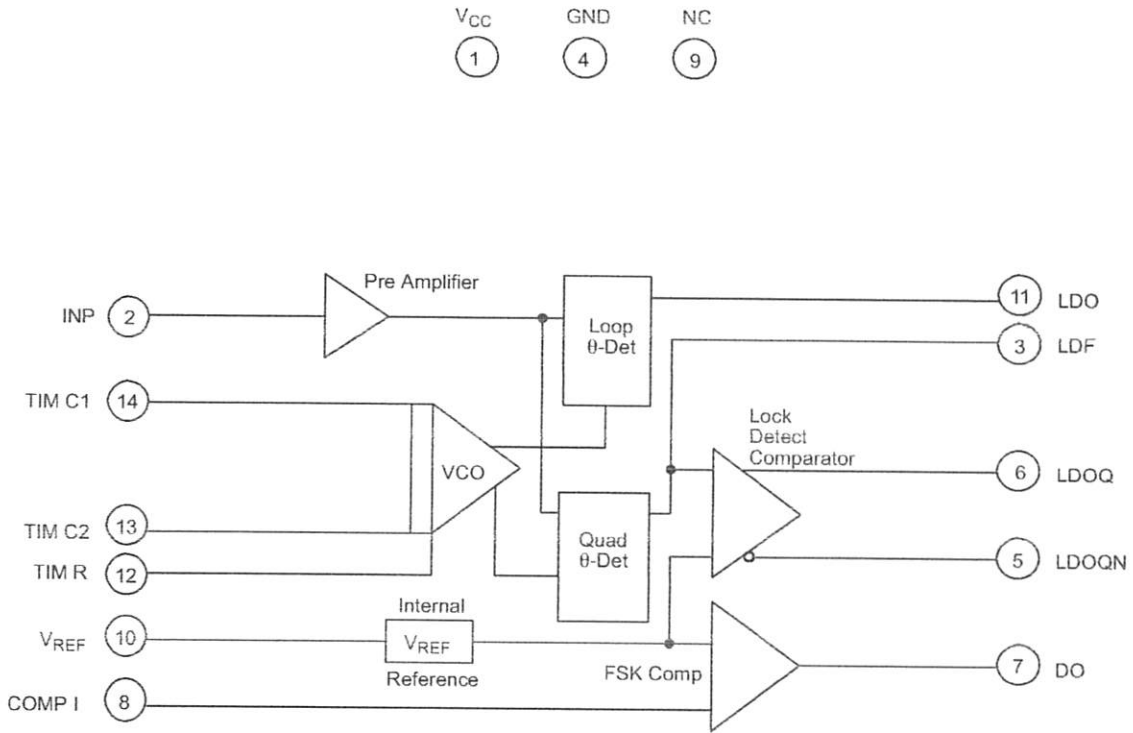 VCC GND NC
1 4 9
Pre Amplifier
INP 2
Loop
θ-Det
11 LDO
3 LDF
TIM C1 14
VCO
Lock
Detect
Comparator
6 LDOQ
TIM C2 13
Quad
θ-Det
5 LDOQN
TIM R 12
Internal
VREF 10
VREF
Reference
FSK Comp
7 DO
COMP I 8